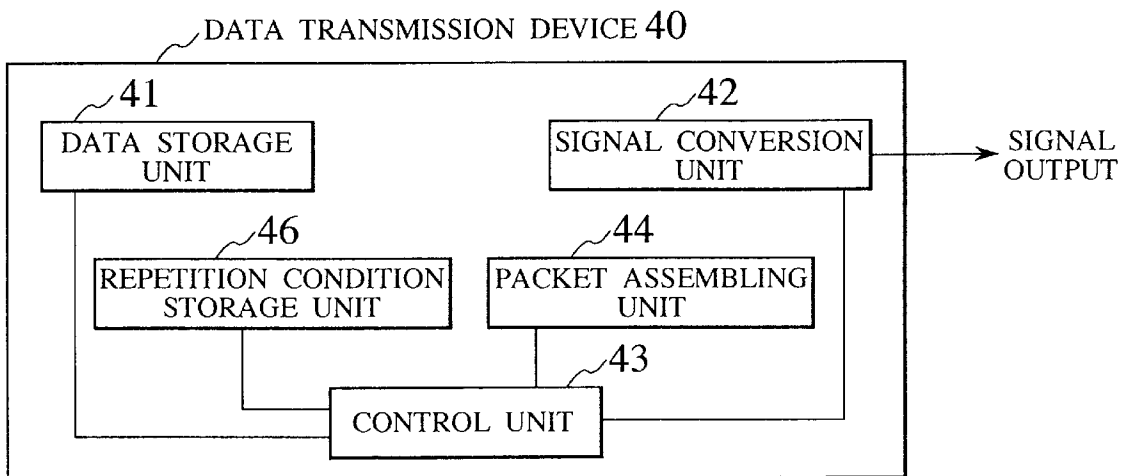 DATA TRANSMISSION DEVICE 40
41
DATA STORAGE
UNIT
42
SIGNAL CONVERSION
UNIT
SIGNAL
OUTPUT
46
REPETITION CONDITION
STORAGE UNIT
44
PACKET ASSEMBLING
UNIT
43
CONTROL UNIT